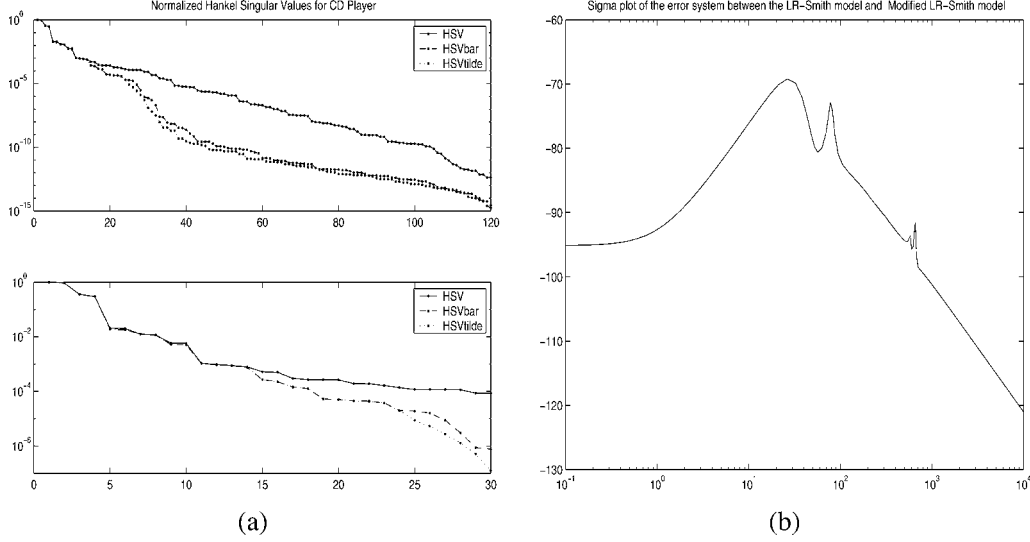 Normalized Hankel Singular Values for CD Player
HSV
HSVbar
HSVtilde
10^0
10^-5
10^-10
10^-15
0 20 40 60 80 100 120
HSV
HSVbar
HSVtilde
10^0
10^-2
10^-4
10^-6
0 5 10 15 20 25 30
(a)
Sigma plot of the error system between the LR-Smith model and Modified LR-Smith model
-60
-70
-80
-90
-100
-110
-120
-130
10^-1 10^0 10^1 10^2 10^3 10^4
(b)